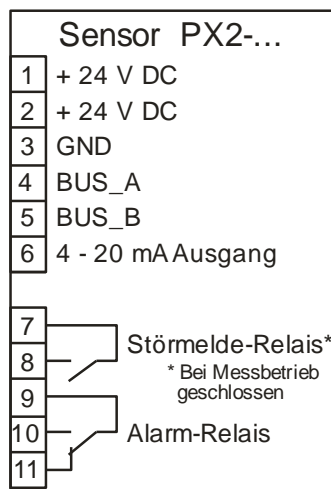 Sensor PX2-...
1 + 24 V DC
2 + 24 V DC
3 GND
4 BUS_A
5 BUS_B
6 4 - 20 mA Ausgang
7
8
Störmelde-Relais*
* Bei Messbetrieb
geschlossen
9
10 Alarm-Relais
11